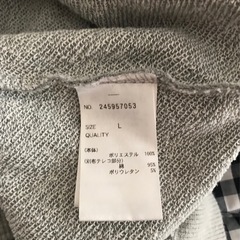 NO. 245957053
SIZE L
QUALITY
(本体)
ポリエステル 100%
(別布テレコ部分)
綿 95%
ポリウレタン 5%